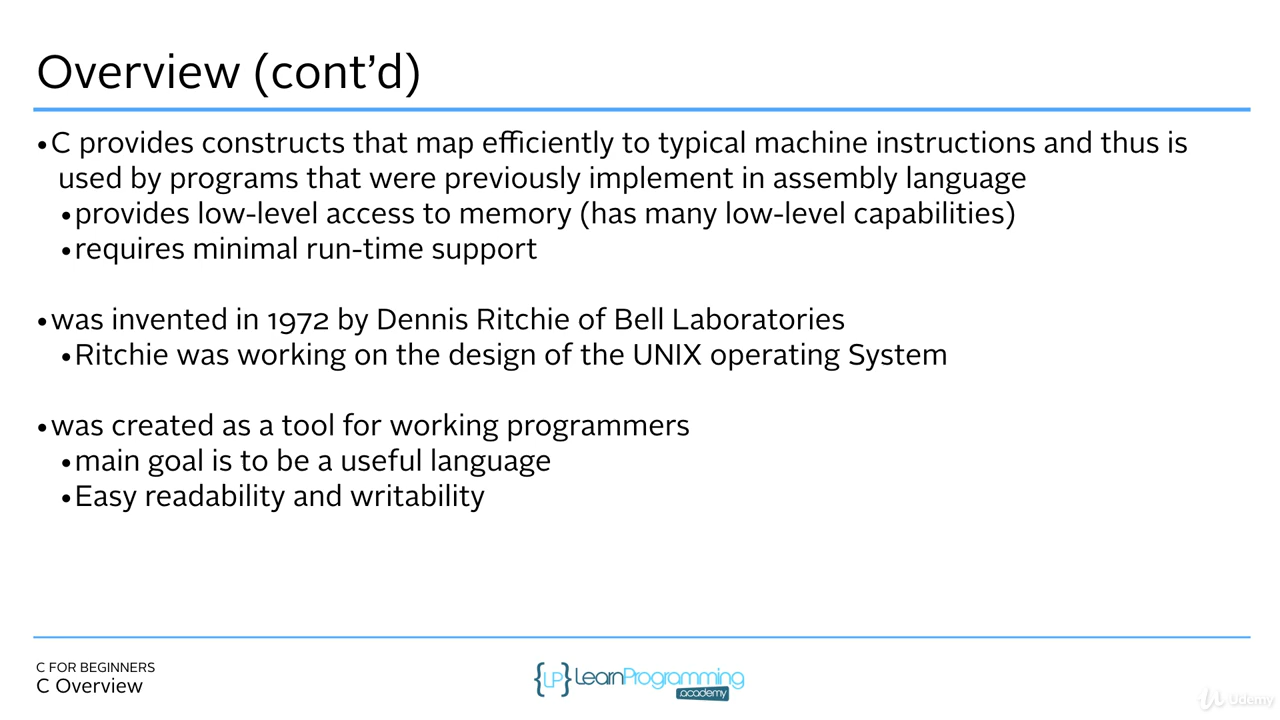 Overview (cont’d)
•C provides constructs that map efficiently to typical machine instructions and thus is
used by programs that were previously implement in assembly language
•provides low-level access to memory (has many low-level capabilities)
•requires minimal run-time support
•was invented in 1972 by Dennis Ritchie of Bell Laboratories
•Ritchie was working on the design of the UNIX operating System
•was created as a tool for working programmers
•main goal is to be a useful language
•Easy readability and writability
C FOR BEGINNERS
C Overview
{LP} LearnProgramming
.academy
Udemy